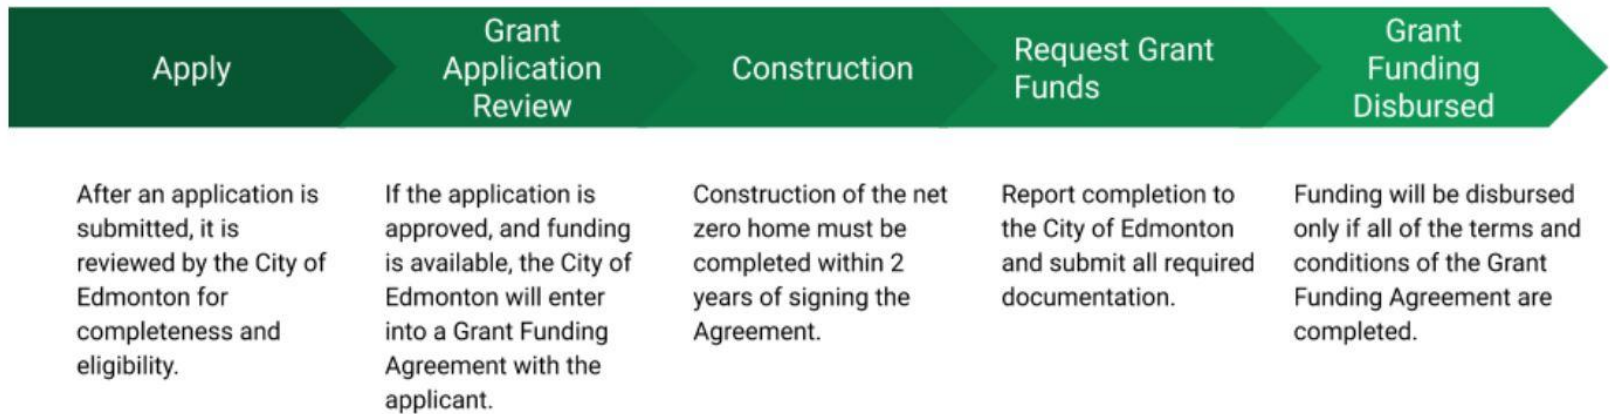 Apply
Grant
Application
Review
Construction
Request Grant
Funds
Grant
Funding
Disbursed
After an application is
submitted, it is
reviewed by the City of
Edmonton for
completeness and
eligibility.
If the application is
approved, and funding
is available, the City of
Edmonton will enter
into a Grant Funding
Agreement with the
applicant.
Construction of the net
zero home must be
completed within 2
years of signing the
Agreement.
Report completion to
the City of Edmonton
and submit all required
documentation.
Funding will be disbursed
only if all of the terms and
conditions of the Grant
Funding Agreement are
completed.